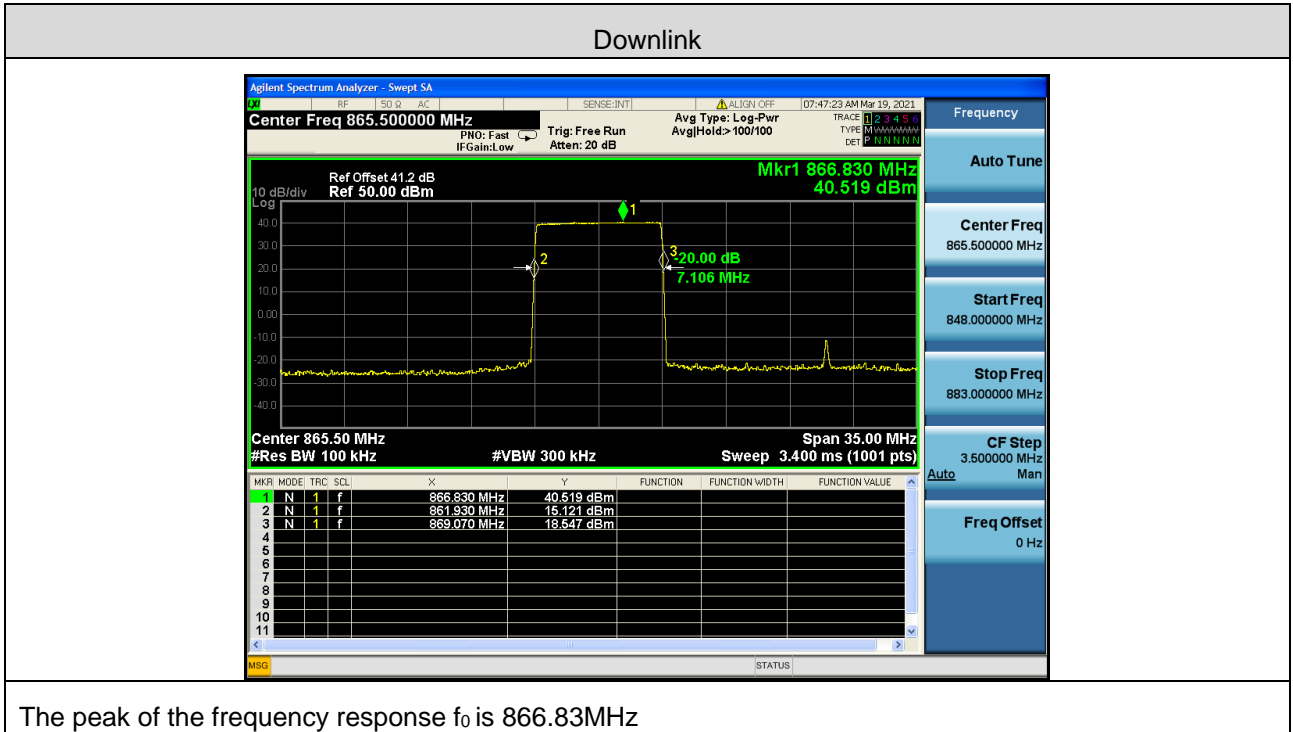 Downlink
Agilent Spectrum Analyzer - Swept SA
LXI RF 50 Ω AC SENSE:INT ALIGN OFF 07:47:23 AM Mar 19, 2021
Center Freq 865.500000 MHz
PNO: Fast
IFGain:Low
Trig: Free Run
Atten: 20 dB
Avg Type: Log-Pwr
Avg|Hold:>100/100
TRACE 1 2 3 4 5 6
TYPE M WWWWW
DET P N N N N N
Frequency
Auto Tune
Center Freq
865.500000 MHz
Start Freq
848.000000 MHz
Stop Freq
883.000000 MHz
CF Step
3.500000 MHz
Auto Man
Freq Offset
0 Hz
Mkr1 866.830 MHz
40.519 dBm
Ref Offset 41.2 dB
10 dB/div Ref 50.00 dBm
Log
40.0
30.0
20.0
10.0
0.00
-10.0
-20.0
-30.0
-40.0
1
2
3
-20.00 dB
7.106 MHz
Center 865.50 MHz Span 35.00 MHz
#Res BW 100 kHz #VBW 300 kHz Sweep 3.400 ms (1001 pts)
MKR MODE TRC SCL X Y FUNCTION FUNCTION WIDTH FUNCTION VALUE
1 N 1 f 866.830 MHz 40.519 dBm
2 N 1 f 861.930 MHz 15.121 dBm
3 N 1 f 869.070 MHz 18.547 dBm
4
5
6
7
8
9
10
11
MSG STATUS
The peak of the frequency response f0 is 866.83MHz